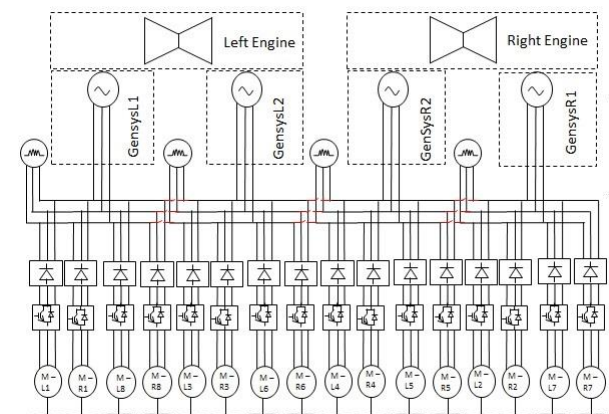 Left Engine
Right Engine
GensysL1
GensysL2
GenSysR2
GensysR1
M – L1
M – R1
M – L8
M – R8
M – L3
M – R3
M – L6
M – R6
M – L4
M – R4
M – L5
M – R5
M – L2
M – R2
M – L7
M – R7